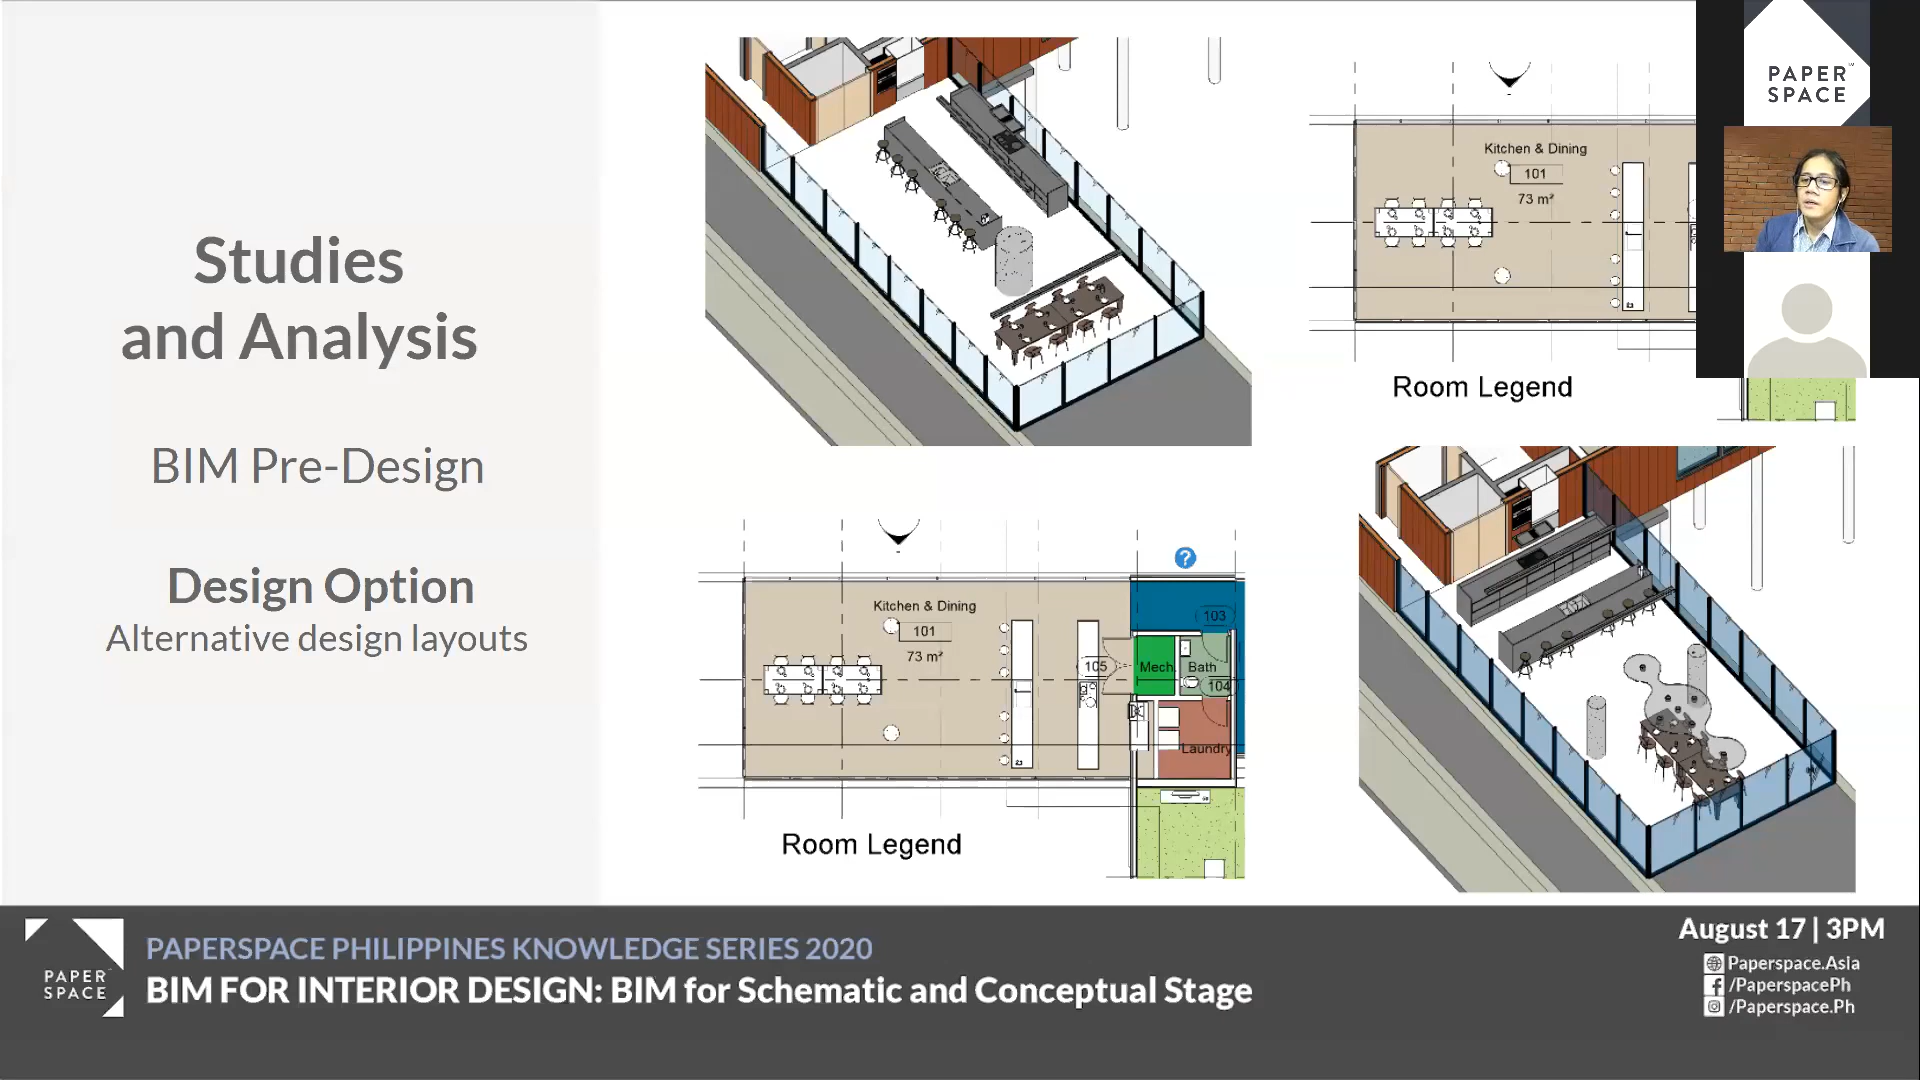 Studies
and Analysis
BIM Pre-Design
Design Option
Alternative design layouts
Kitchen & Dining
101
73 m²
Room Legend
PAPER
SPACE
?
Kitchen & Dining
101
73 m²
103
105
Mech.
Bath
104
Laundry
Room Legend
PAPER
SPACE
PAPERSPACE PHILIPPINES KNOWLEDGE SERIES 2020
BIM FOR INTERIOR DESIGN: BIM for Schematic and Conceptual Stage
August 17 | 3PM
Paperspace.Asia
/PaperspacePh
/Paperspace.Ph